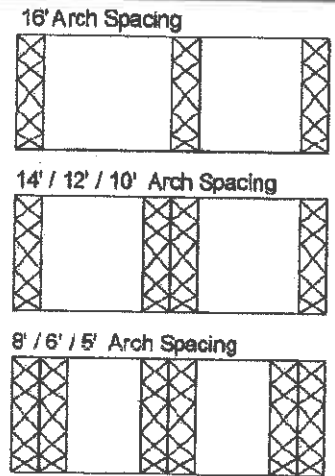 16' Arch Spacing
14' / 12' / 10' Arch Spacing
8' / 6' / 5' Arch Spacing